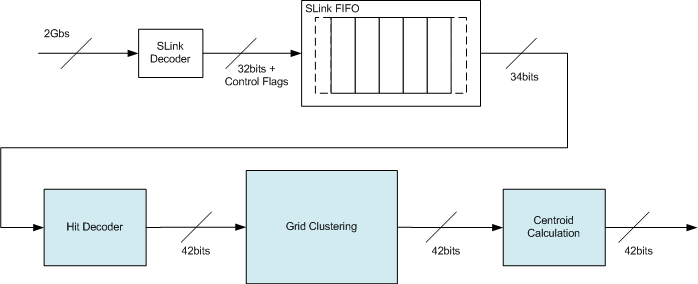 SLink FIFO
2Gbs
SLink
Decoder
32bits +
Control Flags
34bits
Hit Decoder
42bits
Grid Clustering
42bits
Centroid
Calculation
42bits